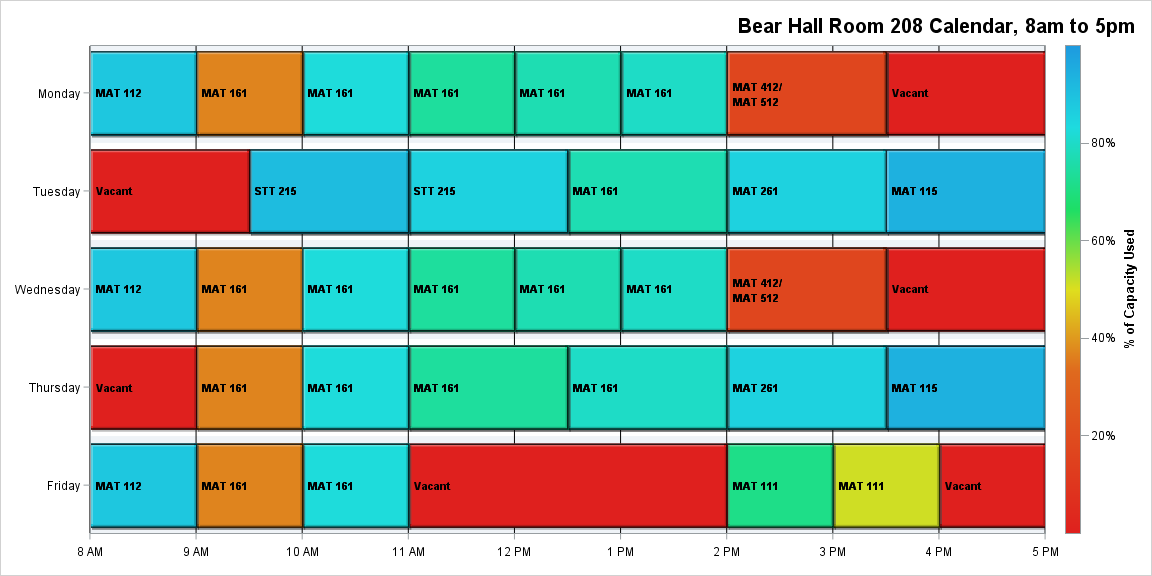 Bear Hall Room 208 Calendar, 8am to 5pm
Monday
MAT 112
MAT 161
MAT 161
MAT 161
MAT 161
MAT 161
MAT 412/
MAT 512
Vacant
Tuesday
Vacant
STT 215
STT 215
MAT 161
MAT 261
MAT 115
Wednesday
MAT 112
MAT 161
MAT 161
MAT 161
MAT 161
MAT 161
MAT 412/
MAT 512
Vacant
Thursday
Vacant
MAT 161
MAT 161
MAT 161
MAT 161
MAT 261
MAT 115
Friday
MAT 112
MAT 161
MAT 161
Vacant
MAT 111
MAT 111
Vacant
8 AM
9 AM
10 AM
11 AM
12 PM
1 PM
2 PM
3 PM
4 PM
5 PM
80%
60%
40%
20%
% of Capacity Used